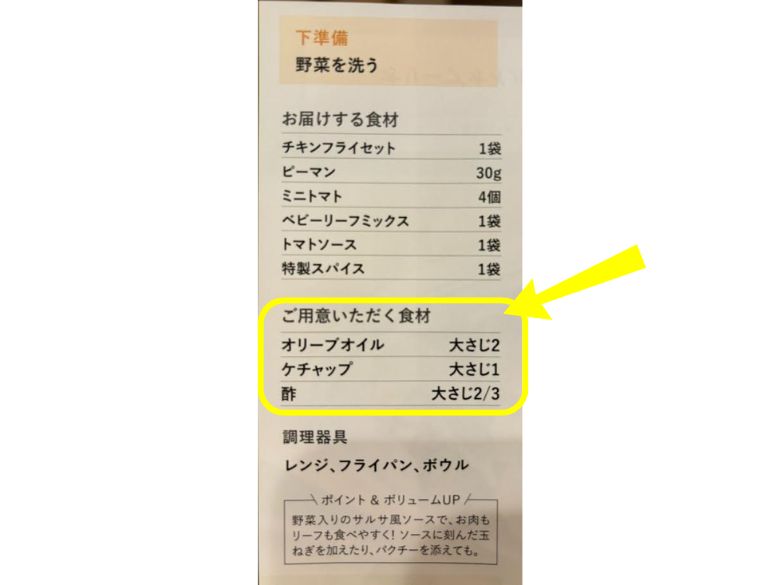 下準備
野菜を洗う
お届けする食材
チキンフライセット 1袋
ピーマン 30g
ミニトマト 4個
ベビーリーフミックス 1袋
トマトソース 1袋
特製スパイス 1袋
ご用意いただく食材
オリーブオイル 大さじ2
ケチャップ 大さじ1
酢 大さじ2/3
調理器具
レンジ、フライパン、ボウル
ポイント & ボリュームUP
野菜入りのサルサ風ソースで、お肉も
リーフも食べやすく！ソースに刻んだ玉
ねぎを加えたり、パクチーを添えても。